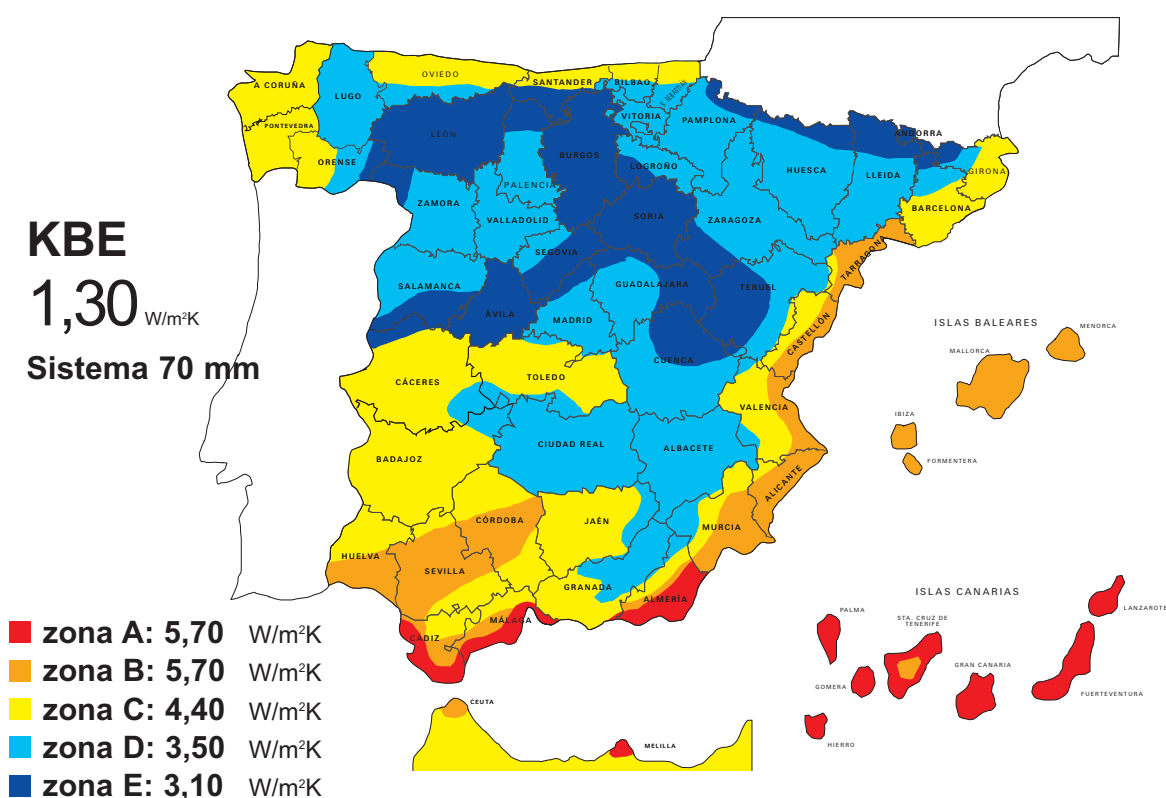 OVIEDO
SANTANDER
BILBAO
A CORUÑA
LUGO
S. SEBASTIÁN
VITORIA
PAMPLONA
PONTEVEDRA
LEÓN
ANDORRA
ORENSE
BURGOS
LOGROÑO
HUESCA
LLEIDA
GIRONA
PALENCIA
ZAMORA
VALLADOLID
SORIA
ZARAGOZA
BARCELONA
SEGOVIA
TARRAGONA
SALAMANCA
GUADALAJARA
TERUEL
ÁVILA
MADRID
CASTELLÓN
CUENCA
CÁCERES
TOLEDO
VALENCIA
BADAJOZ
CIUDAD REAL
ALBACETE
ALICANTE
CÓRDOBA
JAÉN
MURCIA
HUELVA
SEVILLA
GRANADA
ALMERÍA
MÁLAGA
CÁDIZ
CEUTA
MELILLA
KBE
1,30 W/m²K
Sistema 70 mm
ISLAS BALEARES
MENORCA
MALLORCA
IBIZA
FORMENTERA
ISLAS CANARIAS
LANZAROTE
PALMA
STA. CRUZ DE
TENERIFE
GRAN CANARIA
GOMERA
FUERTEVENTURA
HIERRO
zona A: 5,70 W/m²K
zona B: 5,70 W/m²K
zona C: 4,40 W/m²K
zona D: 3,50 W/m²K
zona E: 3,10 W/m²K